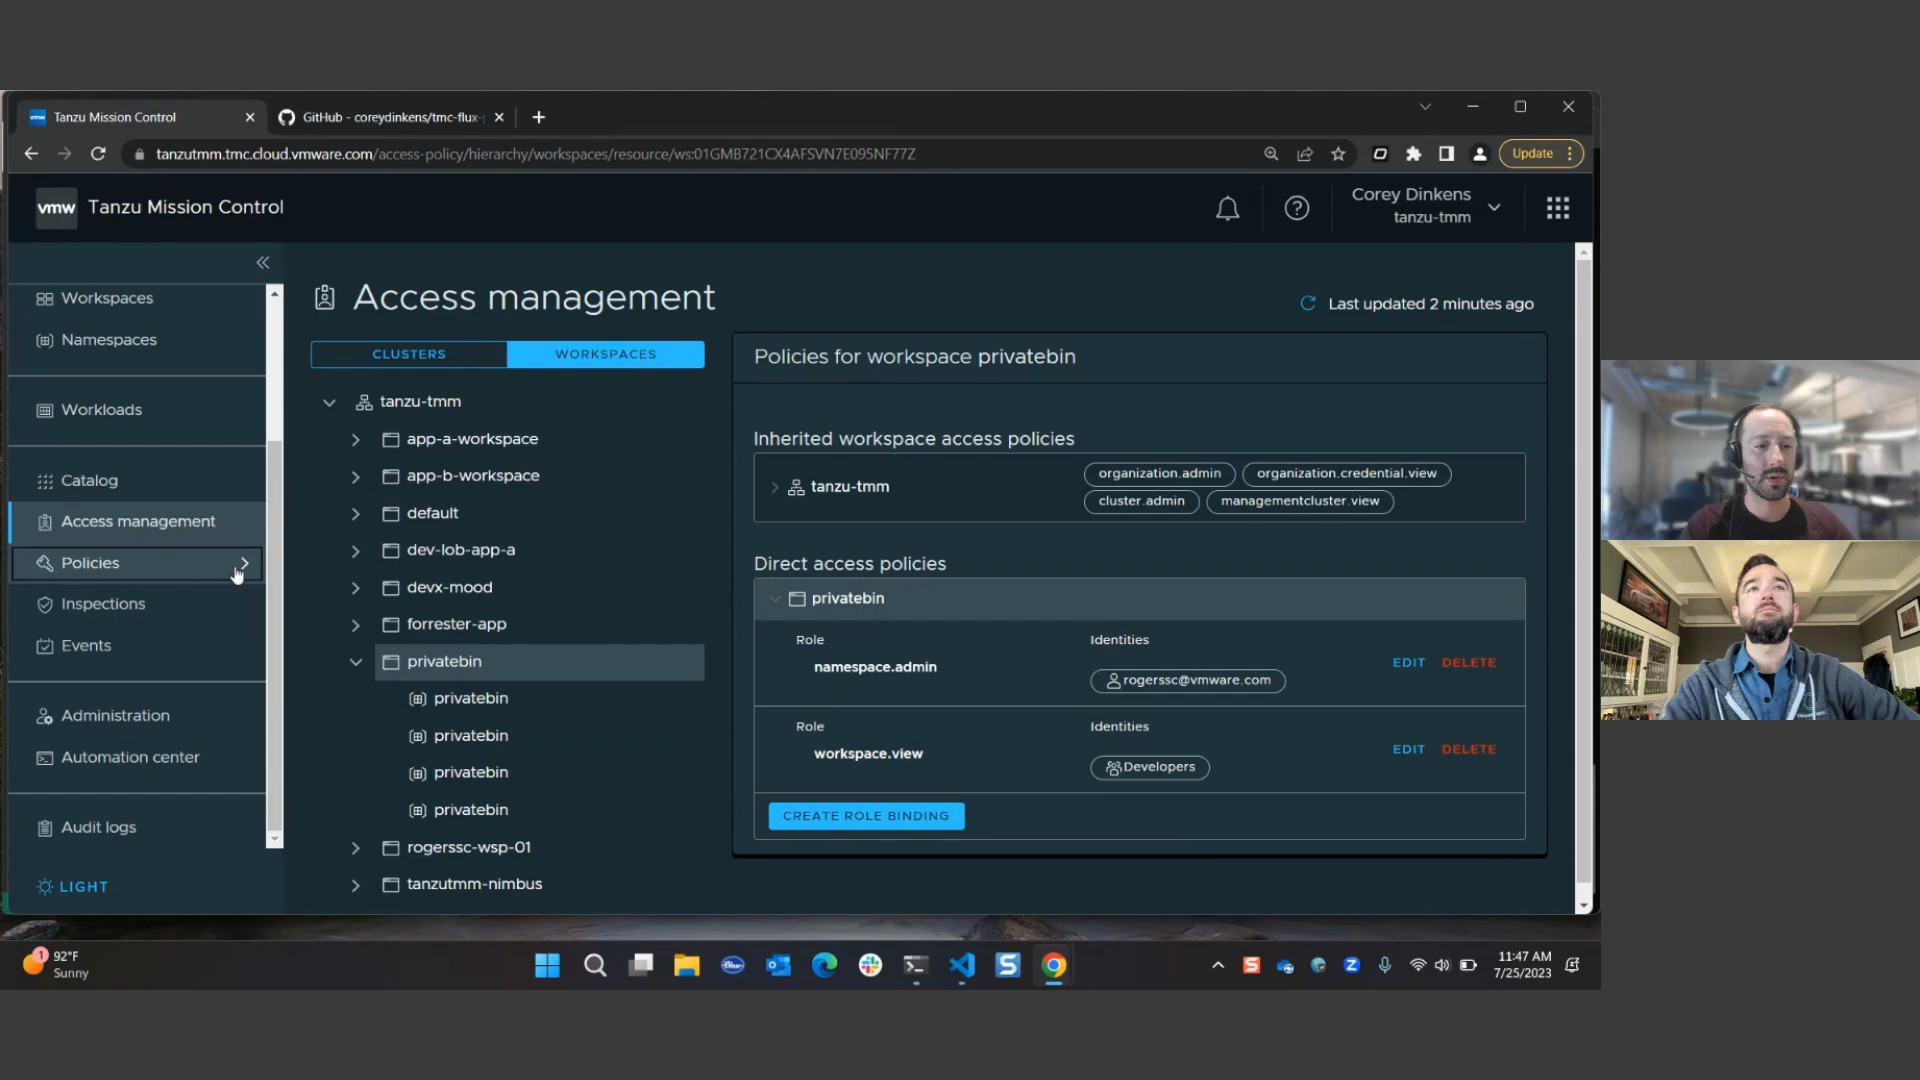 Tanzu Mission Control
GitHub - coreydinkens/tmc-flux-
tanzutmm.tmc.cloud.vmware.com/access-policy/hierarchy/workspaces/resource/ws:01GMB721CX4AFSVN7E095NF77Z
Update
vmw Tanzu Mission Control
Corey Dinkens
tanzu-tmm
Workspaces
Namespaces
Workloads
Catalog
Access management
Policies
Inspections
Events
Administration
Automation center
Audit logs
LIGHT
Access management
Last updated 2 minutes ago
CLUSTERS
WORKSPACES
tanzu-tmm
app-a-workspace
app-b-workspace
default
dev-lob-app-a
devx-mood
forrester-app
privatebin
privatebin
privatebin
privatebin
privatebin
rogerssc-wsp-01
tanzutmm-nimbus
Policies for workspace privatebin
Inherited workspace access policies
tanzu-tmm
organization.admin
organization.credential.view
cluster.admin
managementcluster.view
Direct access policies
privatebin
Role
Identities
namespace.admin
rogerssc@vmware.com
EDIT
DELETE
Role
Identities
workspace.view
Developers
EDIT
DELETE
CREATE ROLE BINDING
1
92°F
Sunny
11:47 AM
7/25/2023